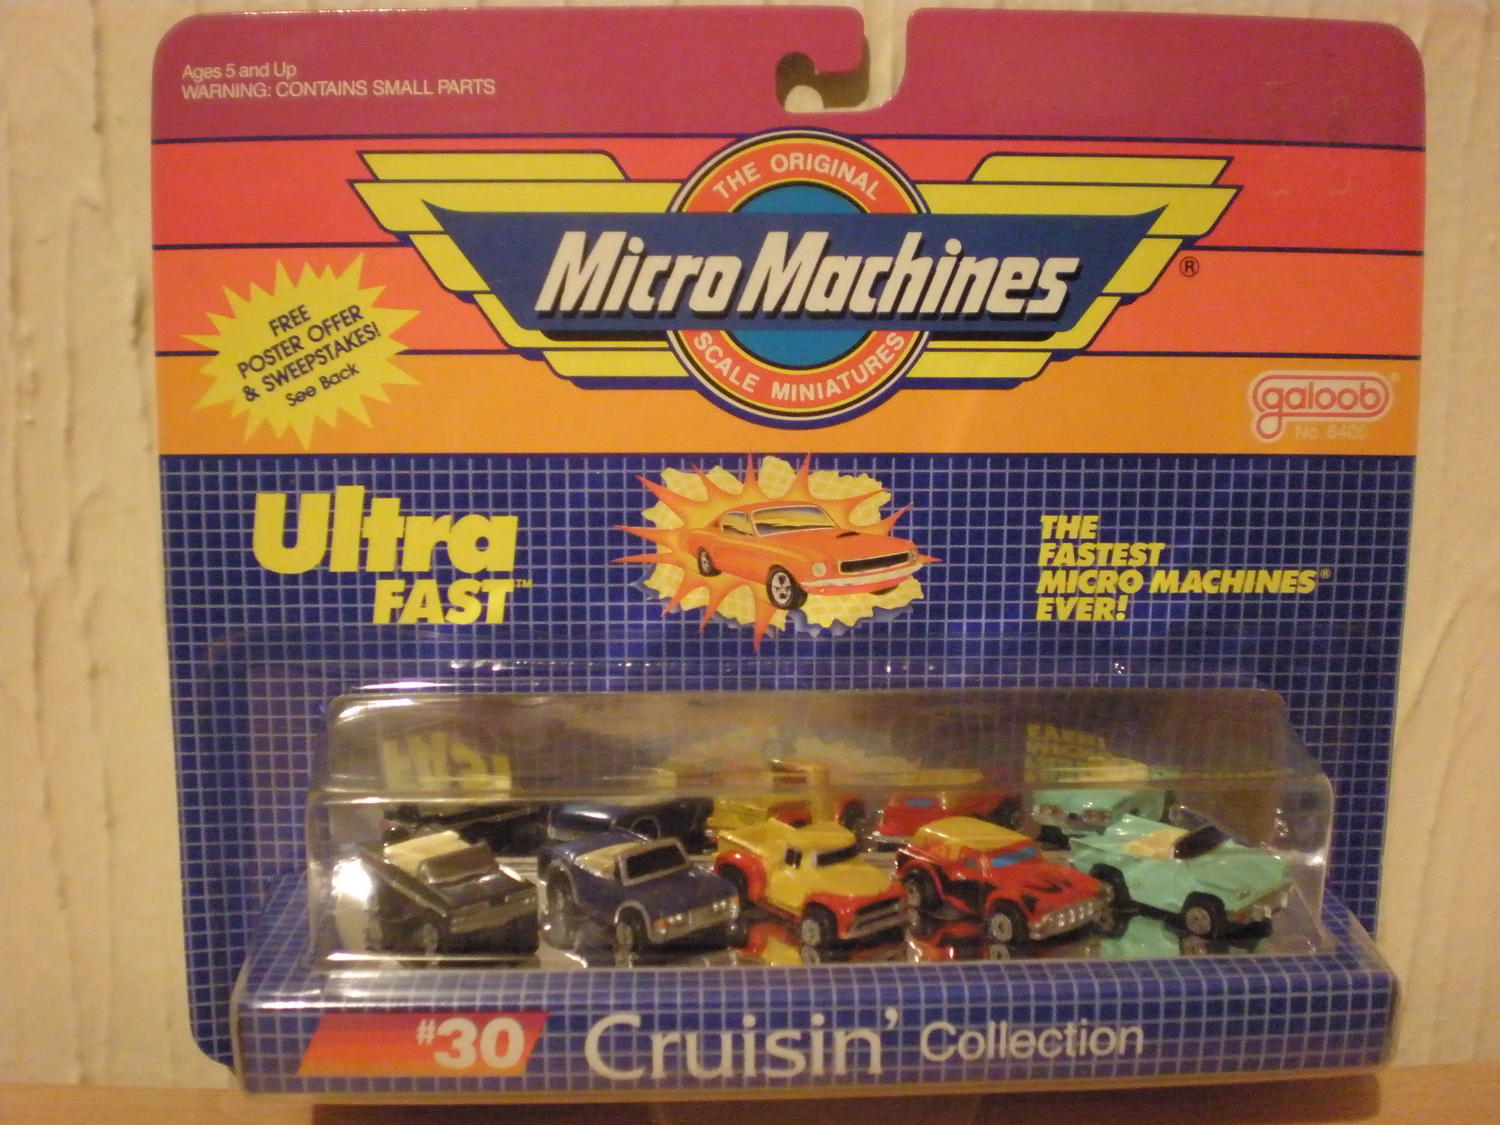 Ages 5 and Up
WARNING: CONTAINS SMALL PARTS
THE ORIGINAL
Micro Machines®
SCALE MINIATURES
FREE
POSTER OFFER
& SWEEPSTAKES!
See Back
galoob®
No. 6400
Ultra
FAST™
THE
FASTEST
MICRO MACHINES®
EVER!
#30 Cruisin' Collection